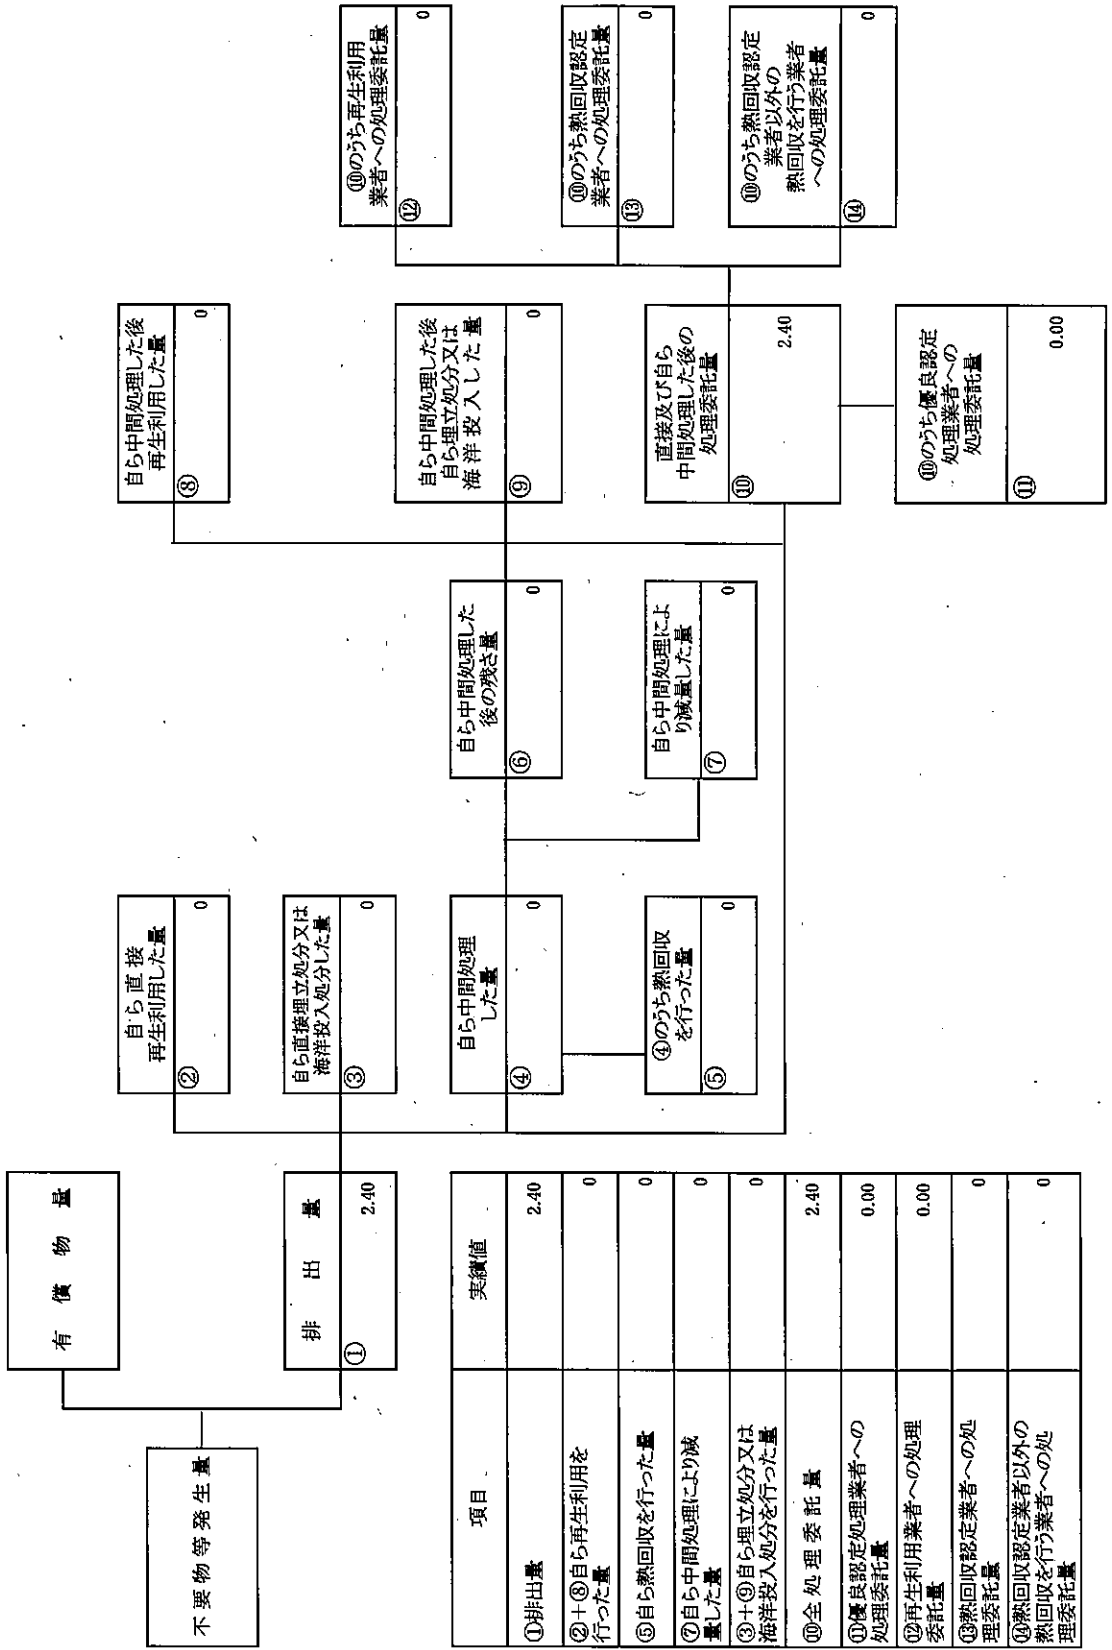 不要物等発生量
有償物量
排出量
①
2.40
自ら直接
再生利用した量
②
0
自ら直接埋立処分又は
海洋投入処分した量
③
0
自ら中間処理
した量
④
0
④のうち熱回収
を行った量
⑤
0
自ら中間処理した
後の残さ量
⑥
0
自ら中間処理によ
り減量した量
⑦
0
自ら中間処理した後
再生利用した量
⑧
0
自ら中間処理した後
自ら埋立処分又は
海洋投入した量
⑨
0
直接及び自ら
中間処理した後の
処理委託量
⑩
2.40
⑩のうち優良認定
処理業者への
処理委託量
⑪
0.00
⑩のうち再生利用
業者への処理委託量
⑫
0
⑩のうち熱回収認定
業者への処理委託量
⑬
0
⑩のうち熱回収認定
業者以外の
熱回収を行う業者
への処理委託量
⑭
0
項目
実績値
①排出量
2.40
②+⑧自ら再生利用を
行った量
0
⑤自ら熱回収を行った量
0
⑦自ら中間処理により減
量した量
0
③+⑨自ら埋立処分又は
海洋投入処分を行った量
0
⑩全処理委託量
2.40
⑪優良認定処理業者への
処理委託量
0.00
⑫再生利用業者への処理
委託量
0.00
⑬熱回収認定業者への処
理委託量
0
⑭熱回収認定業者以外の
熱回収を行う業者への処
理委託量
0